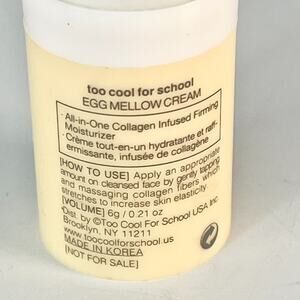 too cool for school
EGG MELLOW CREAM
· All-in-One Collagen Infused Firming
Moisturizer
· Crème tout-en-un hydratante et raff-
ermissante, infusée de collagène
[HOW TO USE] Apply an appropriate
amount on cleansed face by gently tapping
and massaging collagen fibers which
stretches to increase skin elasticity.
[VOLUME] 6g / 0.21 oz
Dist. by ©Too Cool For School USA Inc.
Brooklyn, NY 11211
www.toocoolforschool.us
MADE IN KOREA
[NOT FOR SALE]